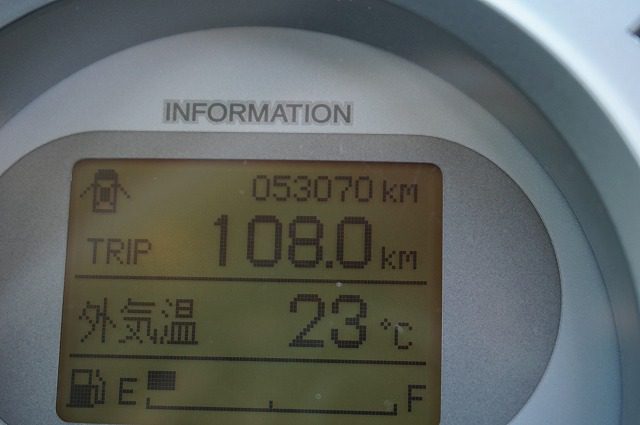 INFORMATION
053070 KM
TRIP 108.0 KM
外気温 23 °C
E F